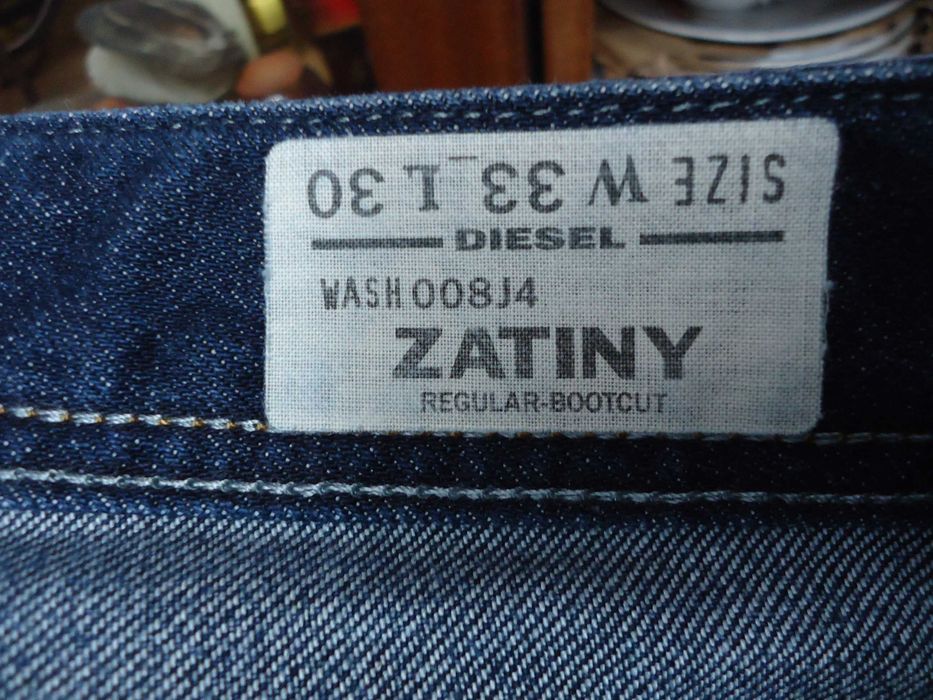 SIZE W 33 L 30
DIESEL
WASH 008J4
ZATINY
REGULAR-BOOTCUT